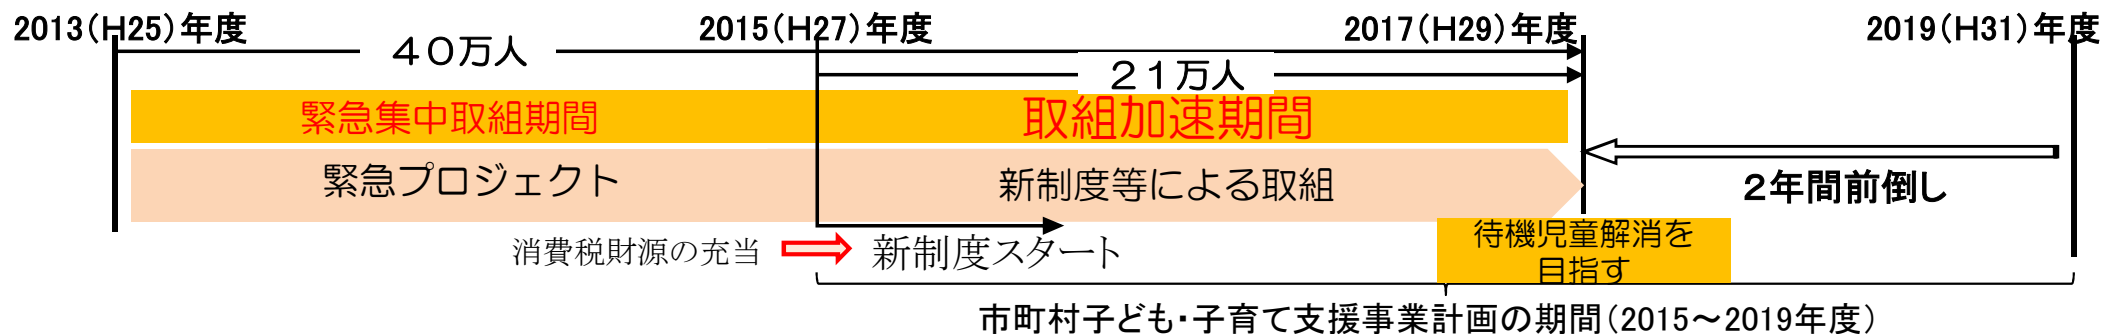 2013(H25)年度
2015(H27)年度
2017(H29)年度
2019(H31)年度
40万人
21万人
緊急集中取組期間
取組加速期間
緊急プロジェクト
新制度等による取組
2年間前倒し
消費税財源の充当
新制度スタート
待機児童解消を
目指す
市町村子ども・子育て支援事業計画の期間(2015～2019年度)